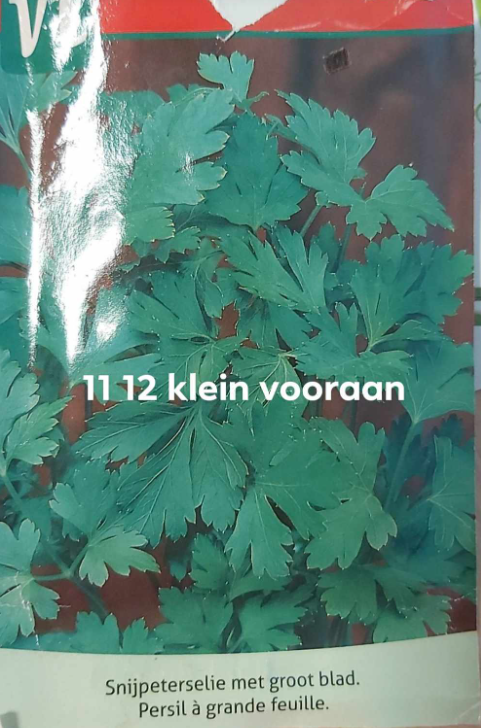 11 12 klein vooraan
Snijpeterselie met groot blad.
Persil à grande feuille.